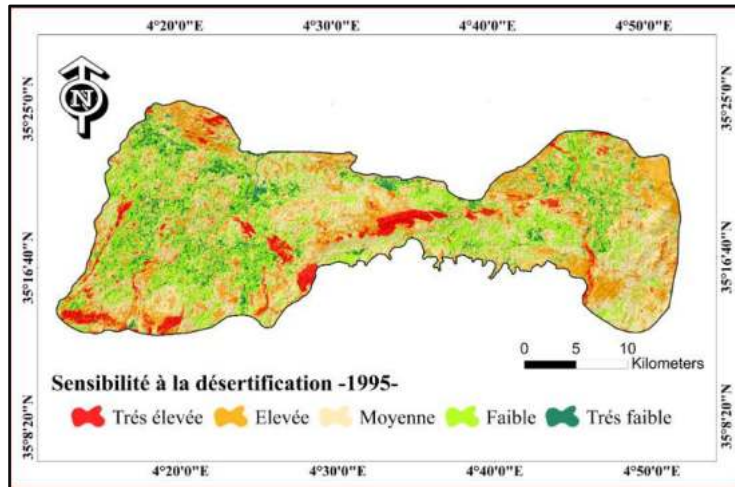 4°20'0"E 4°30'0"E 4°40'0"E 4°50'0"E
35°25'0"N
35°25'0"N
N
35°16'40"N
35°16'40"N
0 5 10
Kilometers
Sensibilité à la désertification -1995-
Trés élevée Elevée Moyenne Faible Trés faible
35°8'20"N
35°8'20"N
4°20'0"E 4°30'0"E 4°40'0"E 4°50'0"E